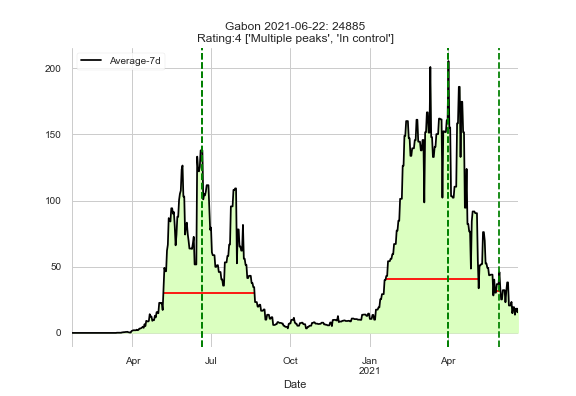 Gabon 2021-06-22: 24885
Rating:4 ['Multiple peaks', 'In control']
Average-7d
200
150
100
50
0
Apr Jul Oct Jan Apr
2021
Date